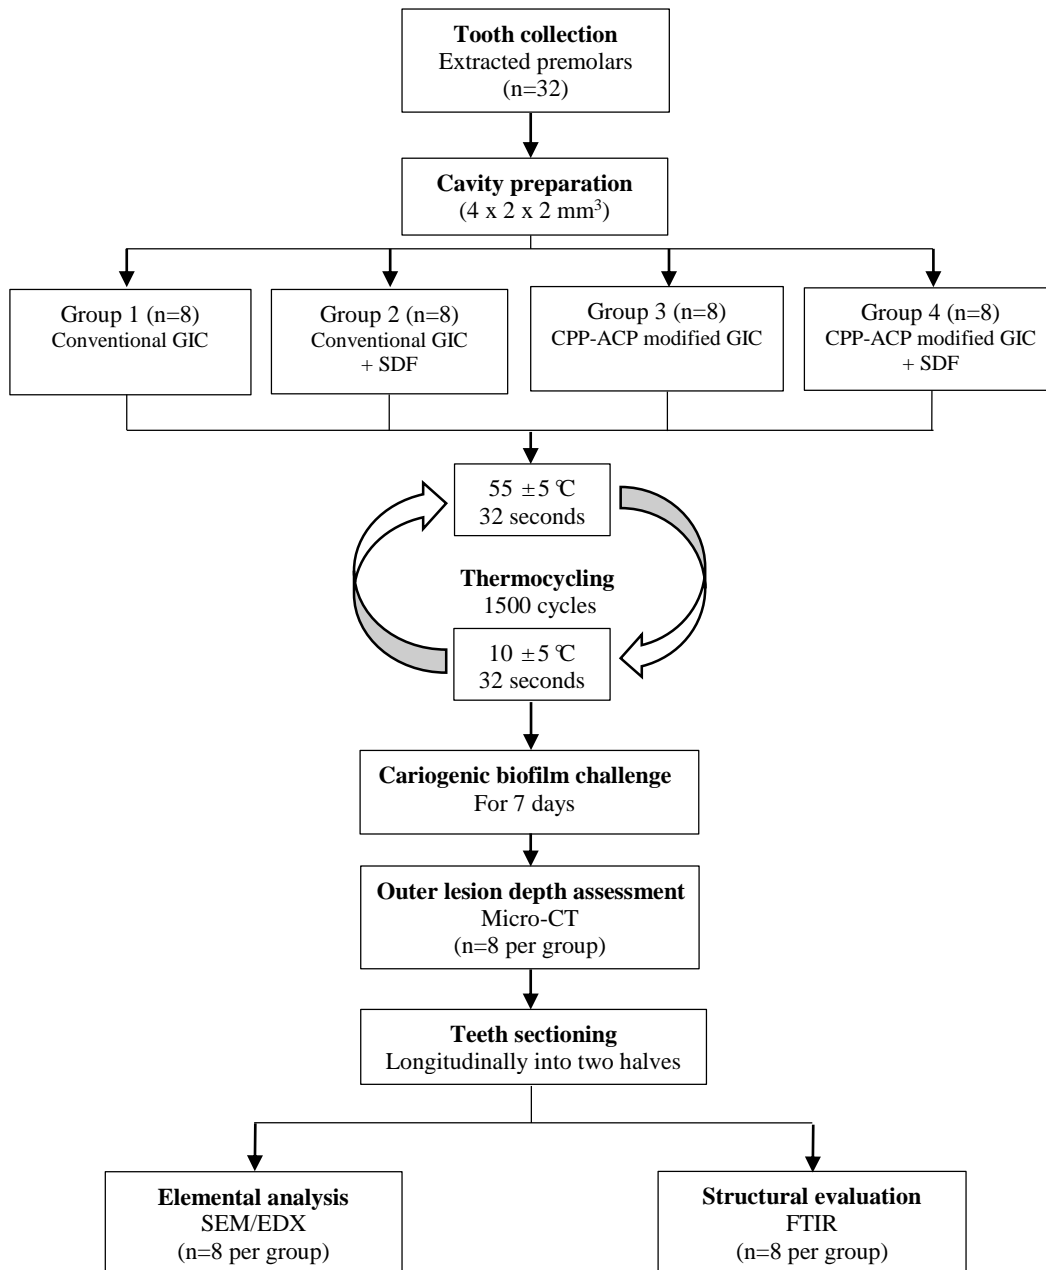 Tooth collection
Extracted premolars
(n=32)
Cavity preparation
(4 x 2 x 2 mm³)
Group 1 (n=8)
Conventional GIC
Group 2 (n=8)
Conventional GIC
+ SDF
Group 3 (n=8)
CPP-ACP modified GIC
Group 4 (n=8)
CPP-ACP modified GIC
+ SDF
55 ±5 ℃
32 seconds
Thermocycling
1500 cycles
10 ±5 ℃
32 seconds
Cariogenic biofilm challenge
For 7 days
Outer lesion depth assessment
Micro-CT
(n=8 per group)
Teeth sectioning
Longitudinally into two halves
Elemental analysis
SEM/EDX
(n=8 per group)
Structural evaluation
FTIR
(n=8 per group)